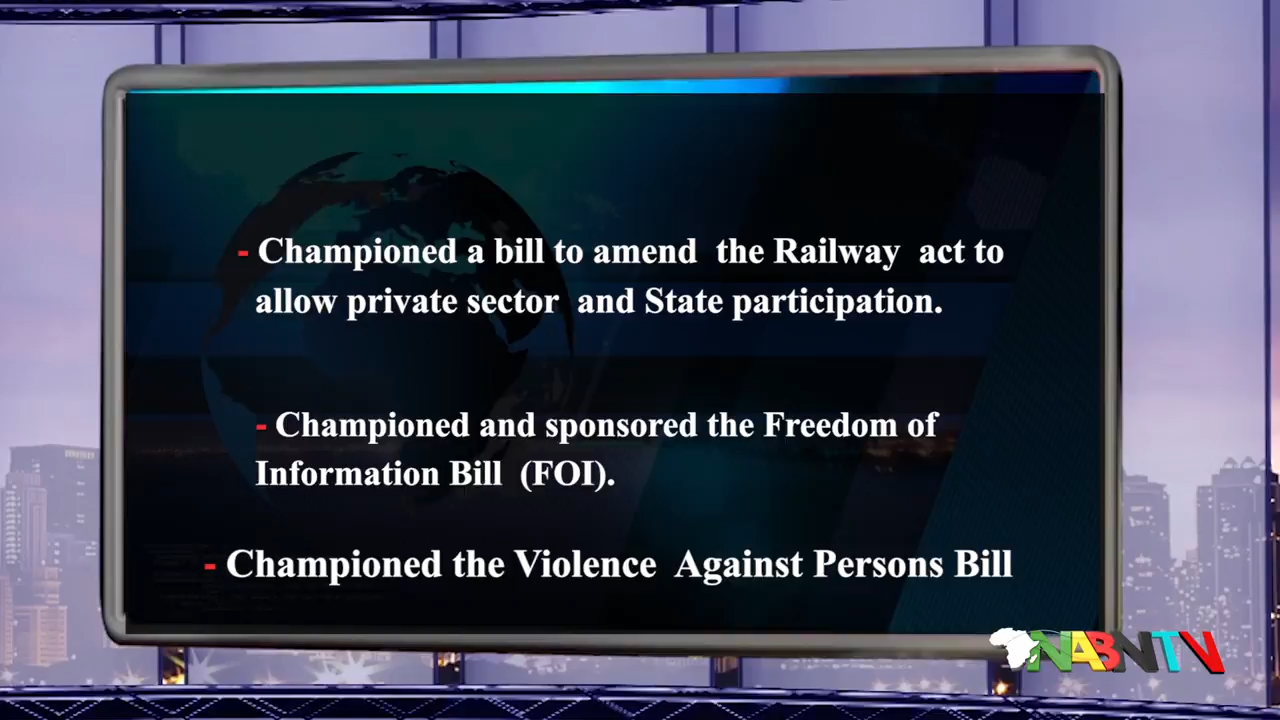 - Championed a bill to amend the Railway act to
allow private sector and State participation.
- Championed and sponsored the Freedom of
Information Bill (FOI).
- Championed the Violence Against Persons Bill
NABNTV